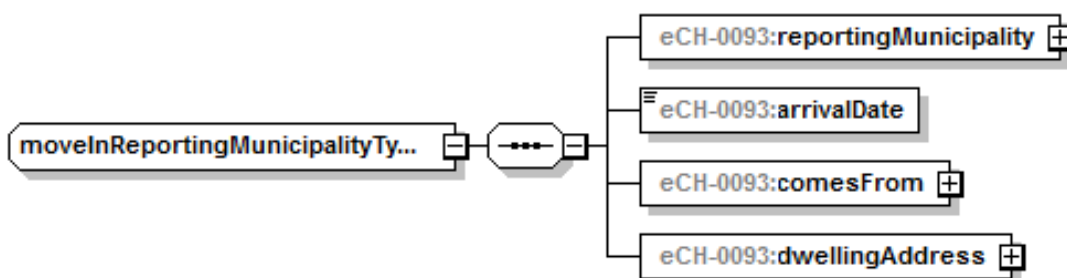 eCH-0093:reportingMunicipality
eCH-0093:arrivalDate
moveInReportingMunicipalityTy...
eCH-0093:comesFrom
eCH-0093:dwellingAddress